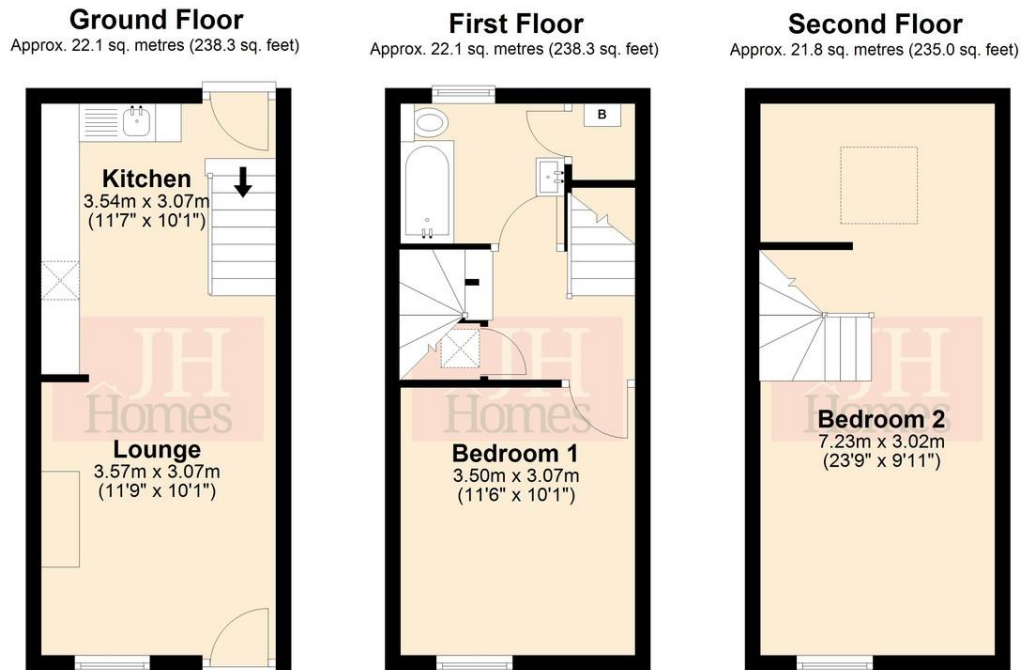 Ground Floor
Approx. 22.1 sq. metres (238.3 sq. feet)
Kitchen
3.54m x 3.07m
(11'7" x 10'1")
JH
Homes
Lounge
3.57m x 3.07m
(11'9" x 10'1")
First Floor
Approx. 22.1 sq. metres (238.3 sq. feet)
B
JH
Homes
Bedroom 1
3.50m x 3.07m
(11'6" x 10'1")
Second Floor
Approx. 21.8 sq. metres (235.0 sq. feet)
JH
Homes
Bedroom 2
7.23m x 3.02m
(23'9" x 9'11")